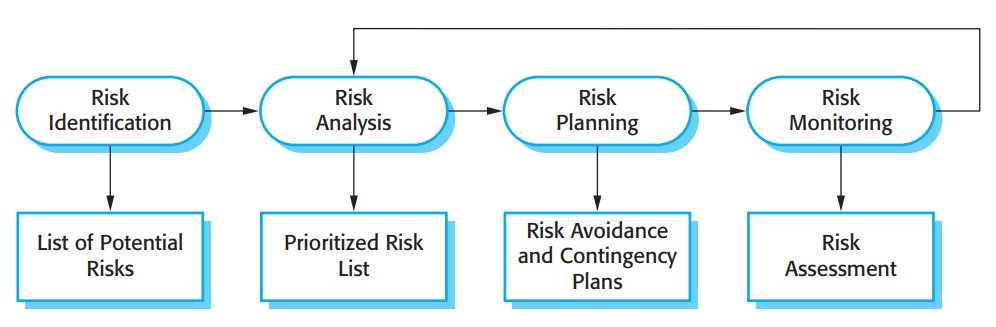 Risk
Identification
Risk
Analysis
Risk
Planning
Risk
Monitoring
List of Potential
Risks
Prioritized Risk
List
Risk Avoidance
and Contingency
Plans
Risk
Assessment